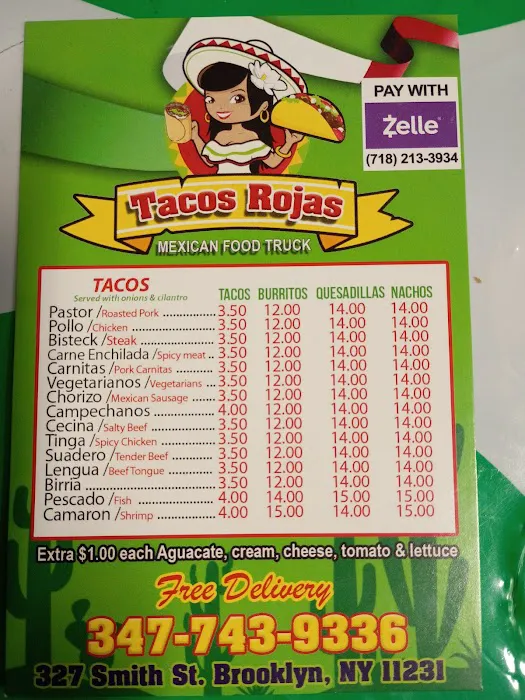 PAY WITH
Zelle
(718) 213-3934
Tacos Rojas
MEXICAN FOOD TRUCK
TACOS
Served with onions & cilantro
TACOS BURRITOS QUESADILLAS NACHOS
Pastor /Roasted Pork .............. 3.50 12.00 14.00 14.00
Pollo /Chicken ...................... 3.50 12.00 14.00 14.00
Bisteck /Steak ...................... 3.50 12.00 14.00 14.00
Carne Enchilada /Spicy meat .. 3.50 12.00 14.00 14.00
Carnitas /Pork Carnitas .......... 3.50 12.00 14.00 14.00
Vegetarianos /Vegetarians ... 3.50 12.00 14.00 14.00
Chorizo /Mexican Sausage ....... 3.50 12.00 14.00 14.00
Campechanos ................. 4.00 12.00 14.00 14.00
Cecina /Salty Beef ................ 3.50 12.00 14.00 14.00
Tinga /Spicy Chicken .............. 3.50 12.00 14.00 14.00
Suadero /Tender Beef ........... 3.50 12.00 14.00 14.00
Lengua /Beef Tongue ............ 3.50 12.00 14.00 14.00
Birria ............................. 3.50 12.00 14.00 14.00
Pescado /Fish .................... 4.00 14.00 15.00 15.00
Camaron /Shrimp ................ 4.00 15.00 14.00 15.00
Extra $1.00 each Aguacate, cream, cheese, tomato & lettuce
Free Delivery
347-743-9336
327 Smith St. Brooklyn, NY 11231